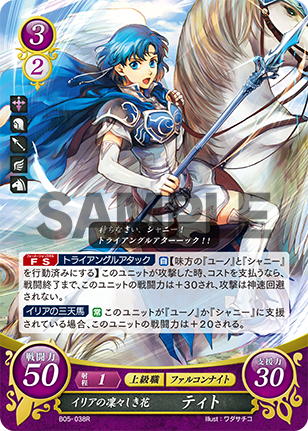 3
2
SAMPLE
待ちなさい、シャニー!
トライアングルアターーック!!
FS トライアングルアタック 自【味方の『ユーノ』と『シャニー』
を行動済みにする】このユニットが攻撃した時、コストを支払うなら、
戦闘終了まで、このユニットの戦闘力は+30され、攻撃は神速回避
されない。
イリアの三天馬 常 このユニットが『ユーノ』か『シャニー』に支援
されている場合、このユニットの戦闘力は+20される。
戦闘力
50
射程 1 上級職 ファルコンナイト
支援力
30
イリアの凛々しき花 ティト
B05-038R
Illust:ワダサチコ